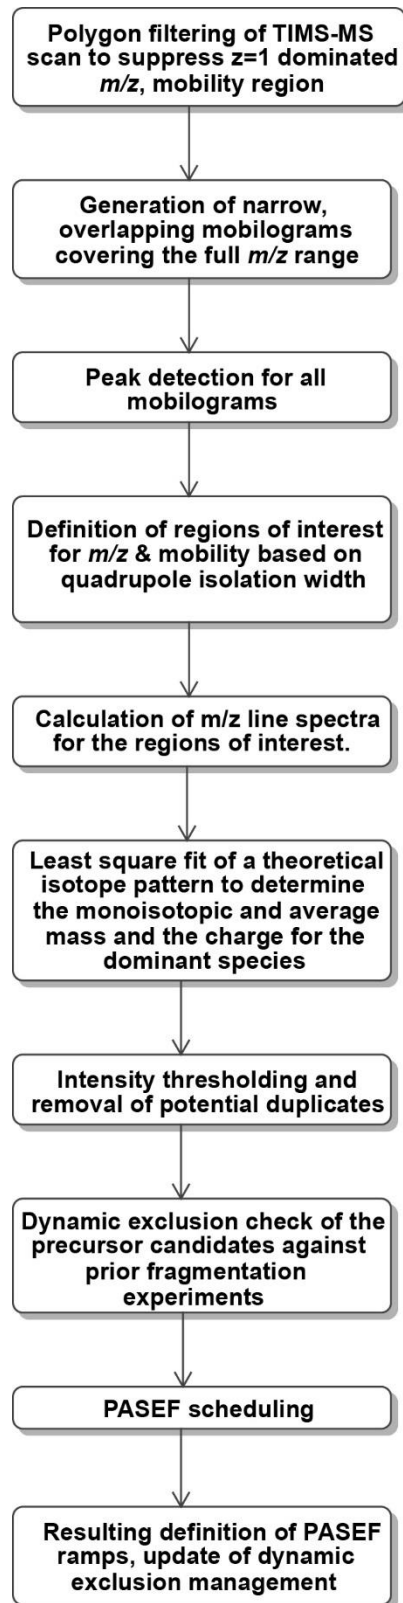 Polygon filtering of TIMS-MS
scan to suppress z=1 dominated
m/z, mobility region
Generation of narrow,
overlapping mobilograms
covering the full m/z range
Peak detection for all
mobilograms
Definition of regions of interest
for m/z & mobility based on
quadrupole isolation width
Calculation of m/z line spectra
for the regions of interest.
Least square fit of a theoretical
isotope pattern to determine
the monoisotopic and average
mass and the charge for the
dominant species
Intensity thresholding and
removal of potential duplicates
Dynamic exclusion check of the
precursor candidates against
prior fragmentation
experiments
PASEF scheduling
Resulting definition of PASEF
ramps, update of dynamic
exclusion management